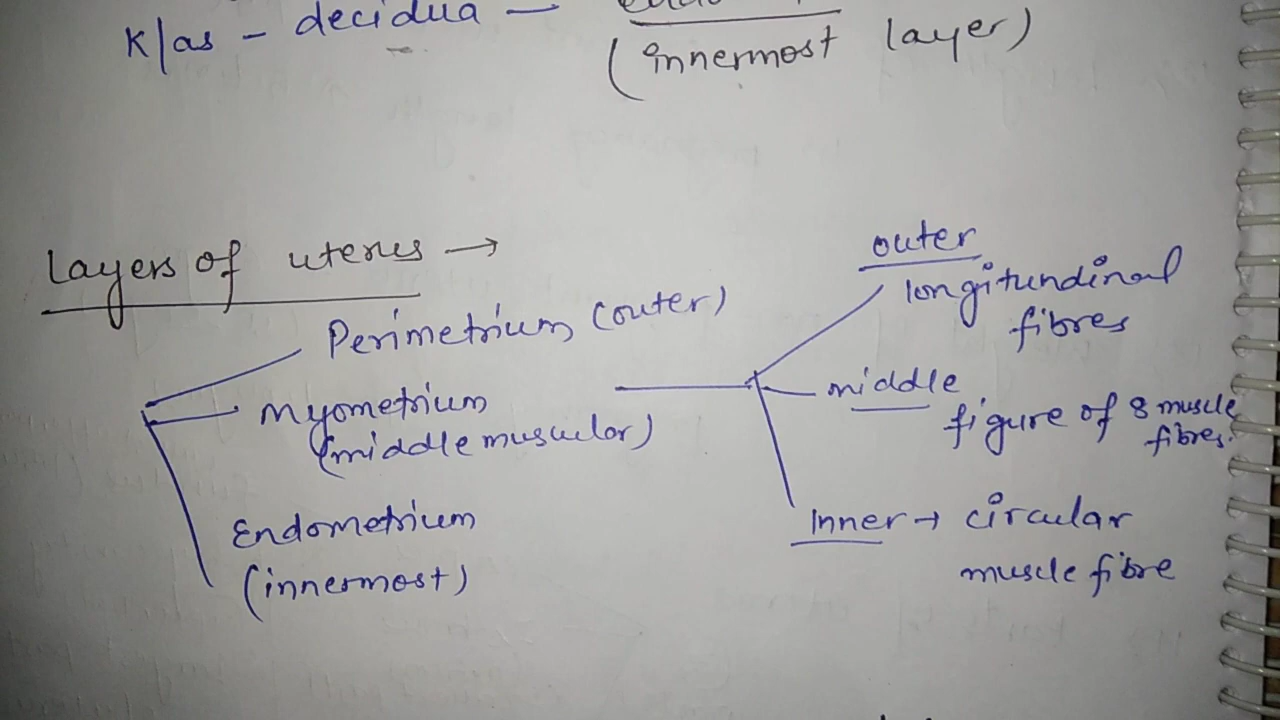 K/as - decidua —
(innermost layer)
Layers of uterus →
Perimetrium (outer)
Myometrium
(middle muscular)
Endometrium
(innermost)
outer
longitundinal
fibres
middle
figure of 8 muscle
fibres.
Inner → circular
muscle fibre